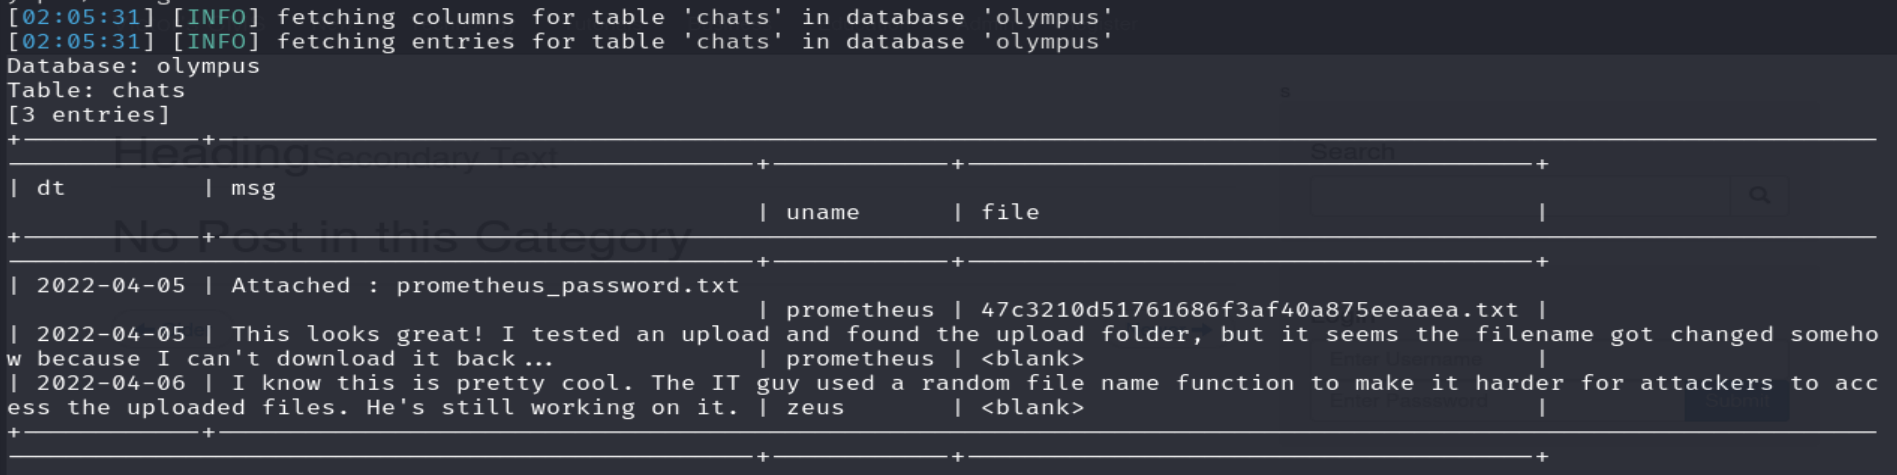 [02:05:31] [INFO] fetching columns for table 'chats' in database 'olympus'
[02:05:31] [INFO] fetching entries for table 'chats' in database 'olympus'
Database: olympus
Table: chats
[3 entries]
Heading Secondary Text
Search
| dt | msg
| uname | file |
No Post in this Category
| 2022-04-05 | Attached : prometheus_password.txt
| prometheus | 47c3210d51761686f3af40a875eeaaea.txt |
| 2022-04-05 | This looks great! I tested an upload and found the upload folder, but it seems the filename got changed someho
w because I can't download it back... | prometheus | <blank> |
Enter Username
| 2022-04-06 | I know this is pretty cool. The IT guy used a random file name function to make it harder for attackers to acc
ess the uploaded files. He's still working on it. | zeus | <blank> |
Enter Password
Submit